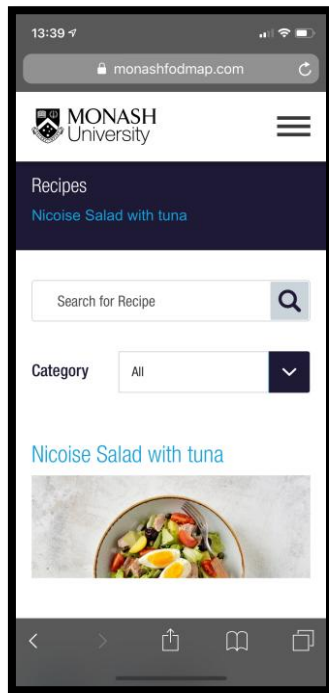 13:39
monashfodmap.com
MONASH
University
Recipes
Nicoise Salad with tuna
Search for Recipe
Category All
Nicoise Salad with tuna